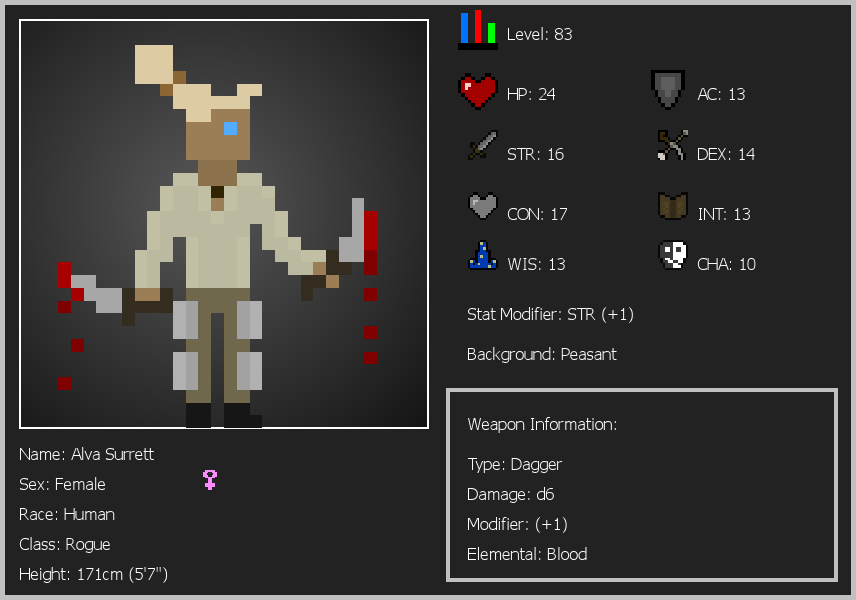 Level: 83
HP: 24
AC: 13
STR: 16
DEX: 14
CON: 17
INT: 13
WIS: 13
CHA: 10
Stat Modifier: STR (+1)
Background: Peasant
Weapon Information:
Type: Dagger
Damage: d6
Modifier: (+1)
Elemental: Blood
Name: Alva Surrett
Sex: Female
Race: Human
Class: Rogue
Height: 171cm (5'7")